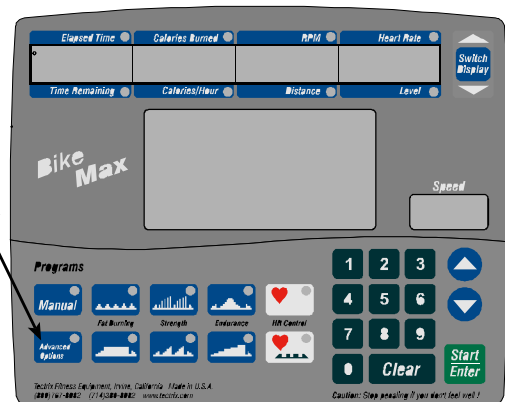 Elapsed Time Calories Burned RPM Heart Rate
Switch
Display
Time Remaining Calories/Hour Distance Level
Bike
Max
Speed
Programs
1 2 3
Manual
4 5 6
Fat Burning Strength Endurance HR Control
7 8 9
Advanced
Options
0 Clear
Start
Enter
Tectrix Fitness Equipment, Irvine, California Made in U.S.A.
www.tectrix.com
Caution: Stop pedaling if you don't feel well!